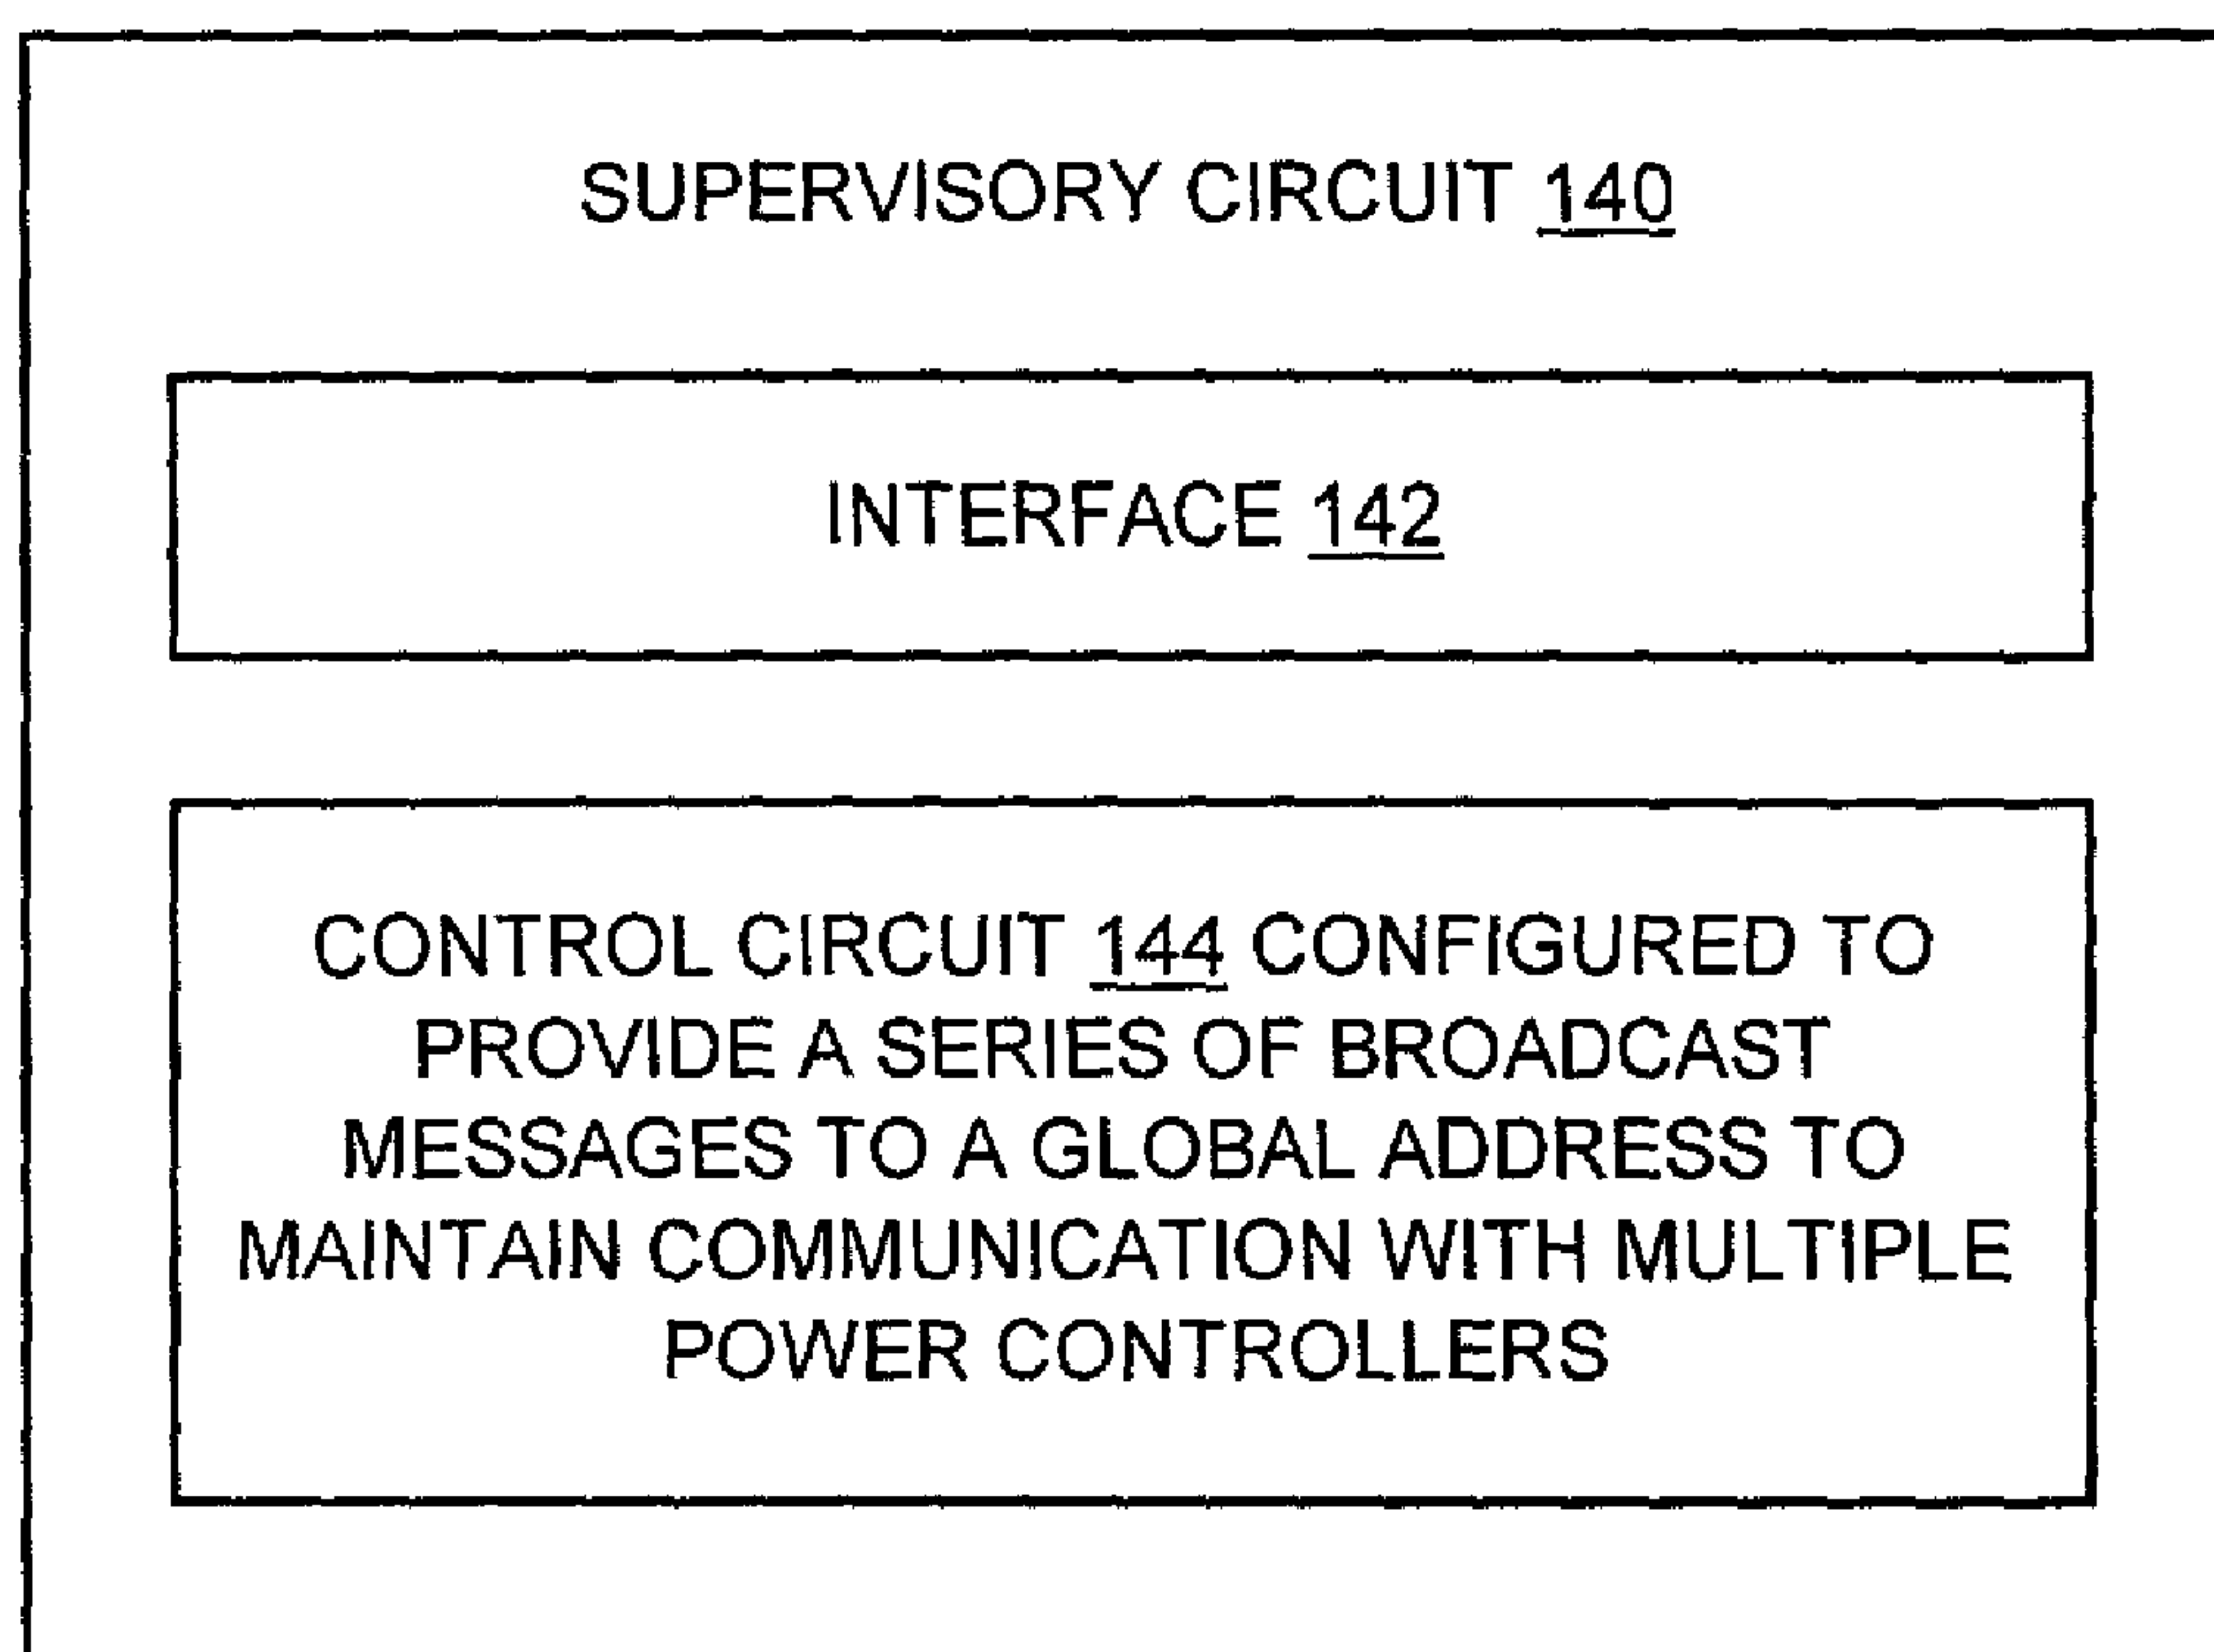 SUPERVISORY CIRCUIT 140
INTERFACE 142
CONTROL CIRCUIT 144 CONFIGURED TO
PROVIDE A SERIES OF BROADCAST
MESSAGES TO A GLOBAL ADDRESS TO
MAINTAIN COMMUNICATION WITH MULTIPLE
POWER CONTROLLERS